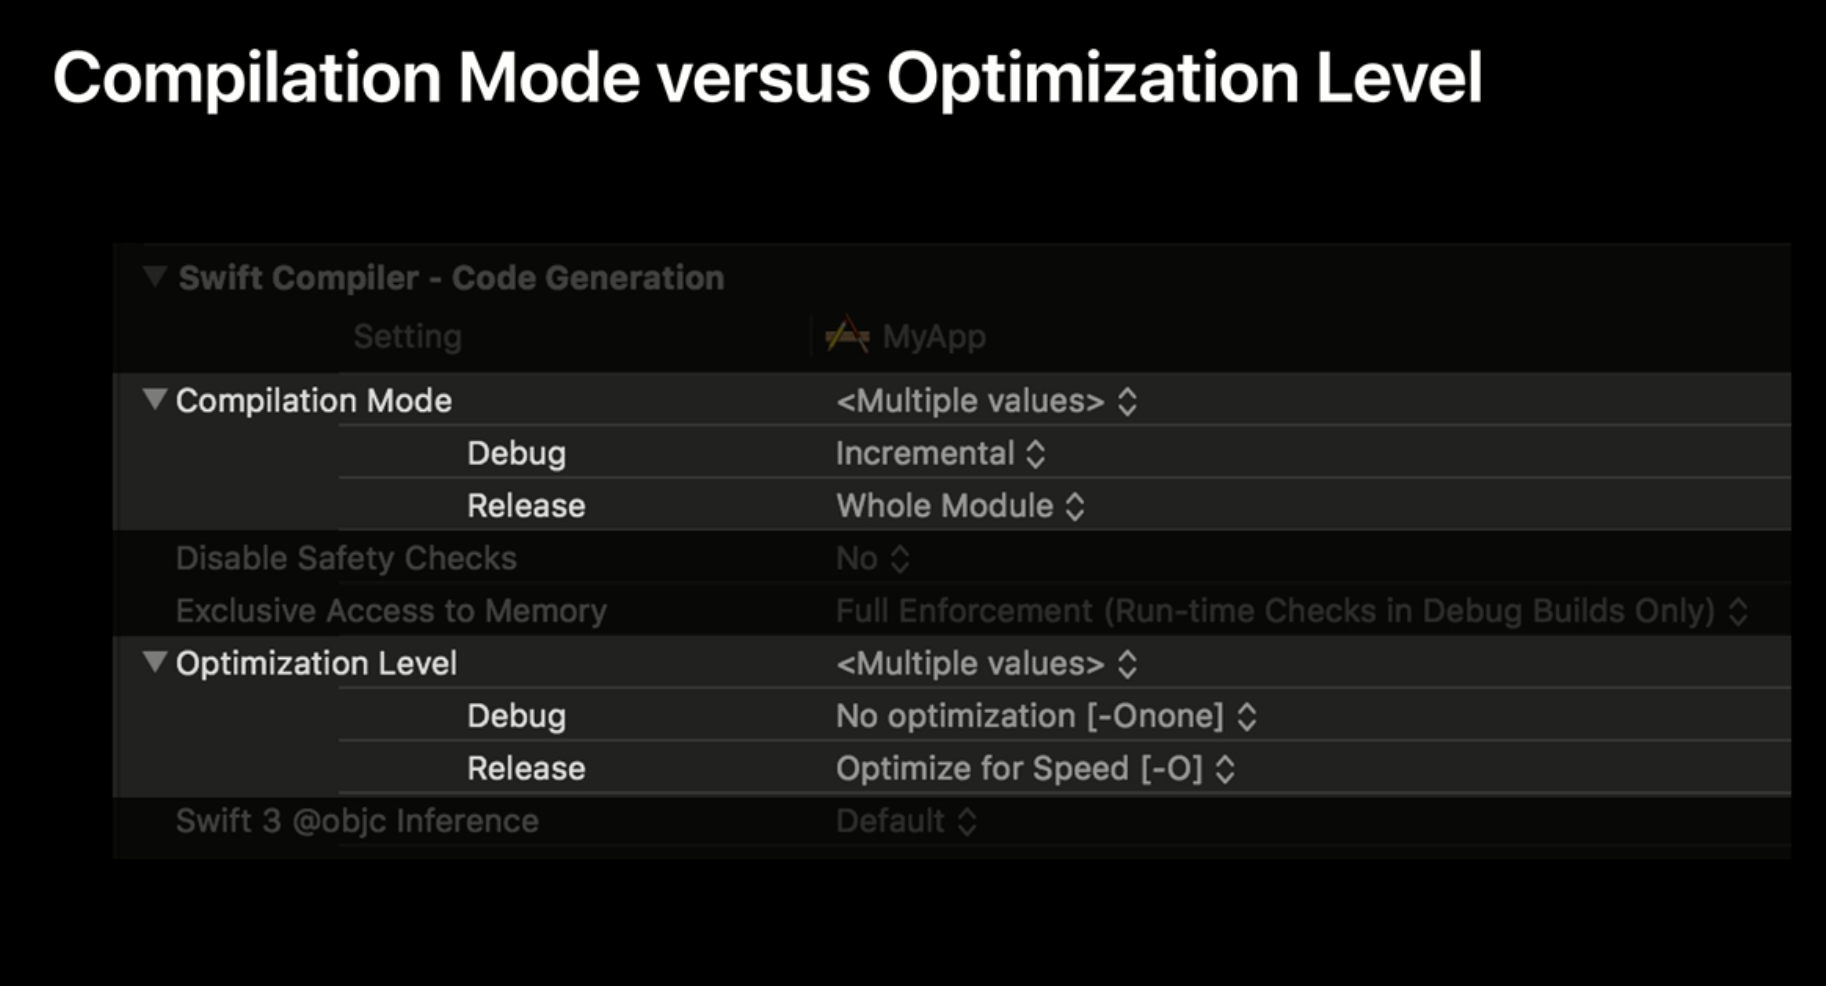 Compilation Mode versus Optimization Level
Swift Compiler - Code Generation
Setting MyApp
Compilation Mode <Multiple values>
Debug Incremental
Release Whole Module
Disable Safety Checks No
Exclusive Access to Memory Full Enforcement (Run-time Checks in Debug Builds Only)
Optimization Level <Multiple values>
Debug No optimization [-Onone]
Release Optimize for Speed [-O]
Swift 3 @objc Inference Default